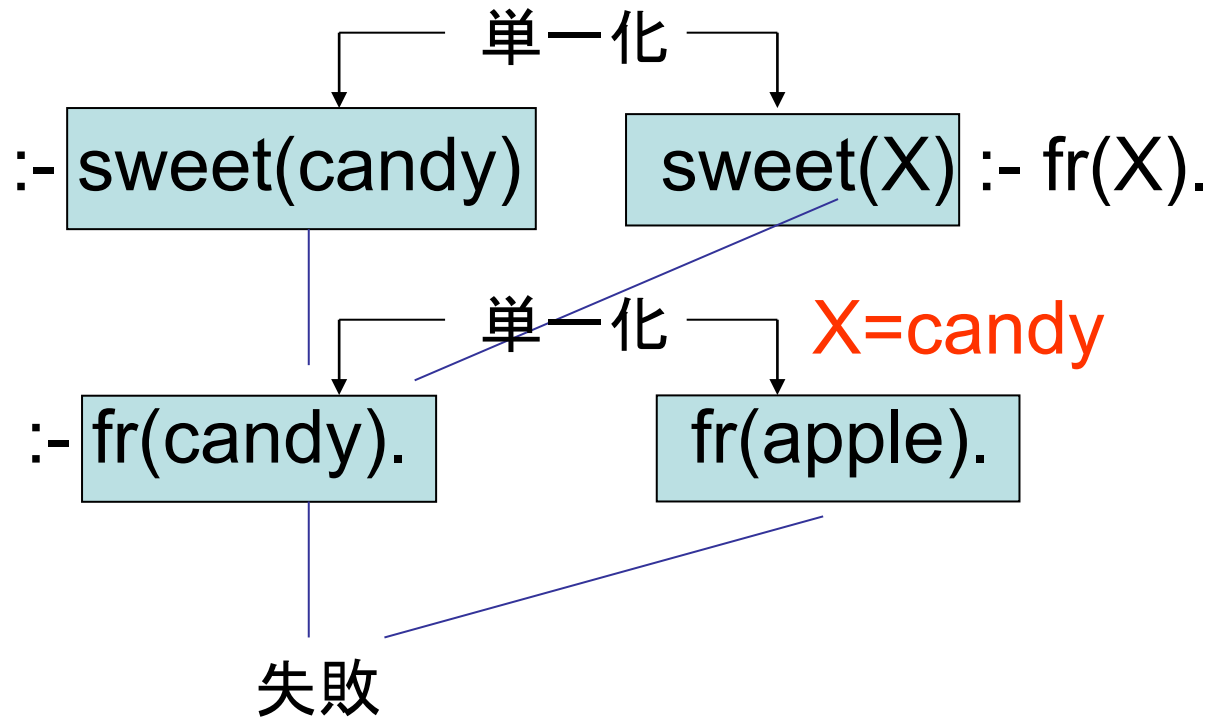 単一化
:- sweet(candy) sweet(X) :- fr(X).
単一化 X=candy
:- fr(candy). fr(apple).
失敗